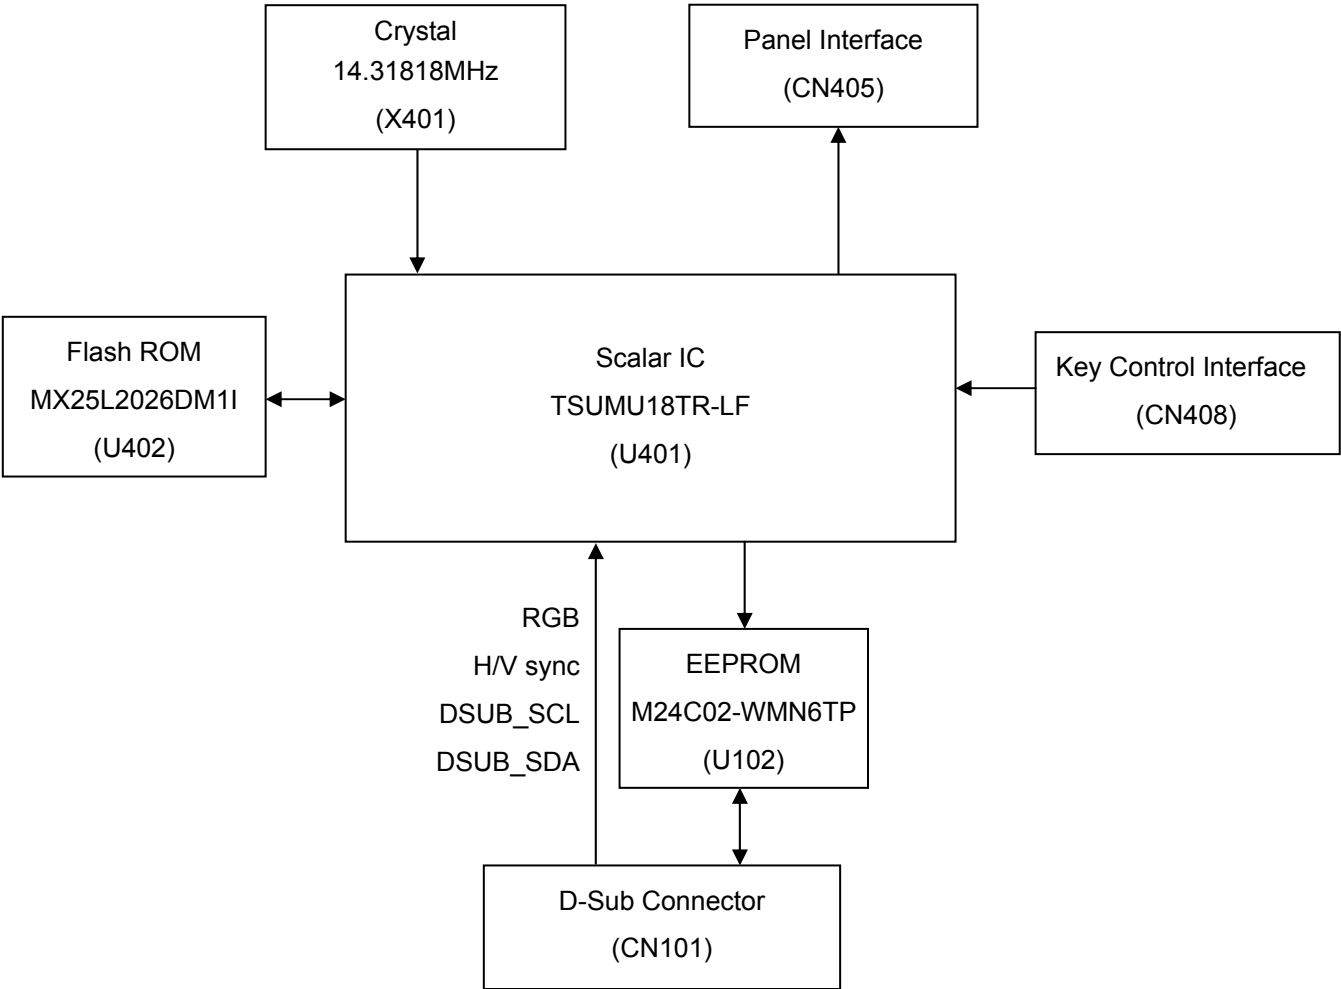 Crystal
14.31818MHz
(X401)
Panel Interface
(CN405)
Flash ROM
MX25L2026DM1I
(U402)
Scalar IC
TSUMU18TR-LF
(U401)
Key Control Interface
(CN408)
RGB
H/V sync
DSUB_SCL
DSUB_SDA
EEPROM
M24C02-WMN6TP
(U102)
D-Sub Connector
(CN101)